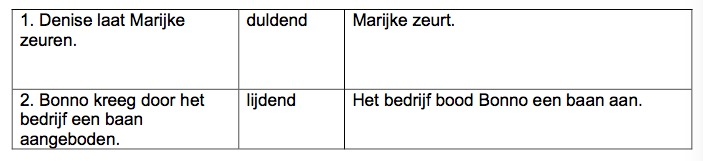 1. Denise laat Marijke zeuren.
duldend
Marijke zeurt.
2. Bonno kreeg door het bedrijf een baan aangeboden.
lijdend
Het bedrijf bood Bonno een baan aan.